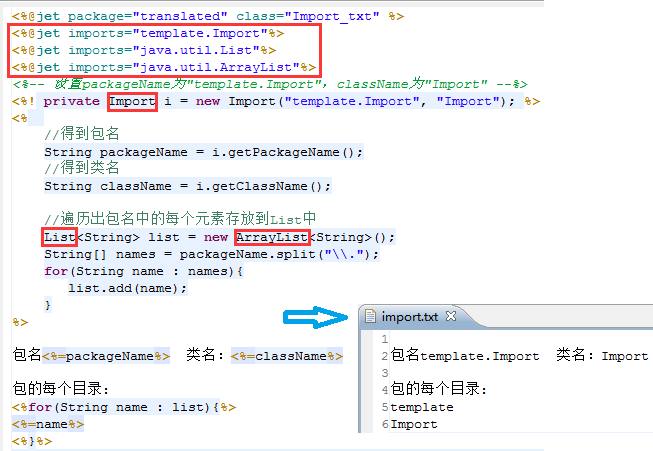 <%@jet package="translated" class="Import_txt" %>
<%@jet imports="template.Import"%>
<%@jet imports="java.util.List"%>
<%@jet imports="java.util.ArrayList"%>
<%-- 设置packageName为"template.Import", className为"Import" --%>
<%! private Import i = new Import("template.Import", "Import"); %>
<%
//得到包名
String packageName = i.getPackageName();
//得到类名
String className = i.getClassName();
//遍历出包名中的每个元素存放到List中
List<String> list = new ArrayList<String>();
String[] names = packageName.split("\\.");
for(String name : names){
list.add(name);
}
%>
包名<%=packageName%> 类名：<%=className%>
包的每个目录：
<%for(String name : list){%>
<%=name%>
<%}%>
import.txt
1
2 包名template.Import 类名：Import
3
4 包的每个目录：
5 template
6 Import